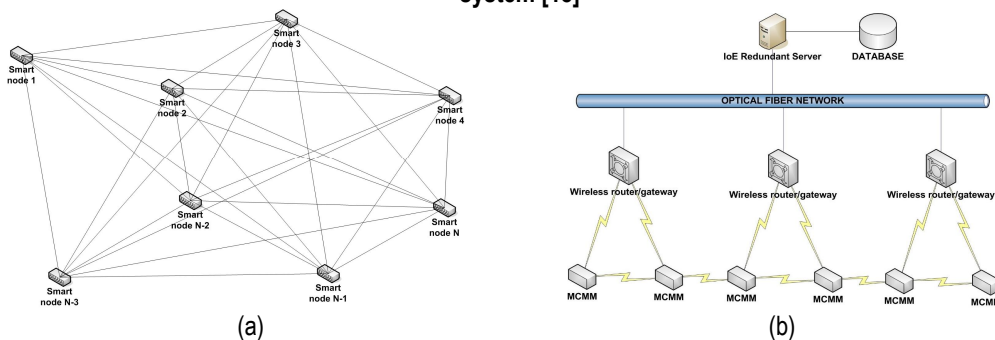 system
Smart
node 1
Smart
node 3
Smart
node 2
Smart
node 4
Smart
node N-2
Smart
node N
Smart
node N-3
Smart
node N-1
(a)
IoE Redundant Server
DATABASE
OPTICAL FIBER NETWORK
Wireless router/gateway
Wireless router/gateway
Wireless router/gateway
MCMM
MCMM
MCMM
MCMM
MCMM
(b)